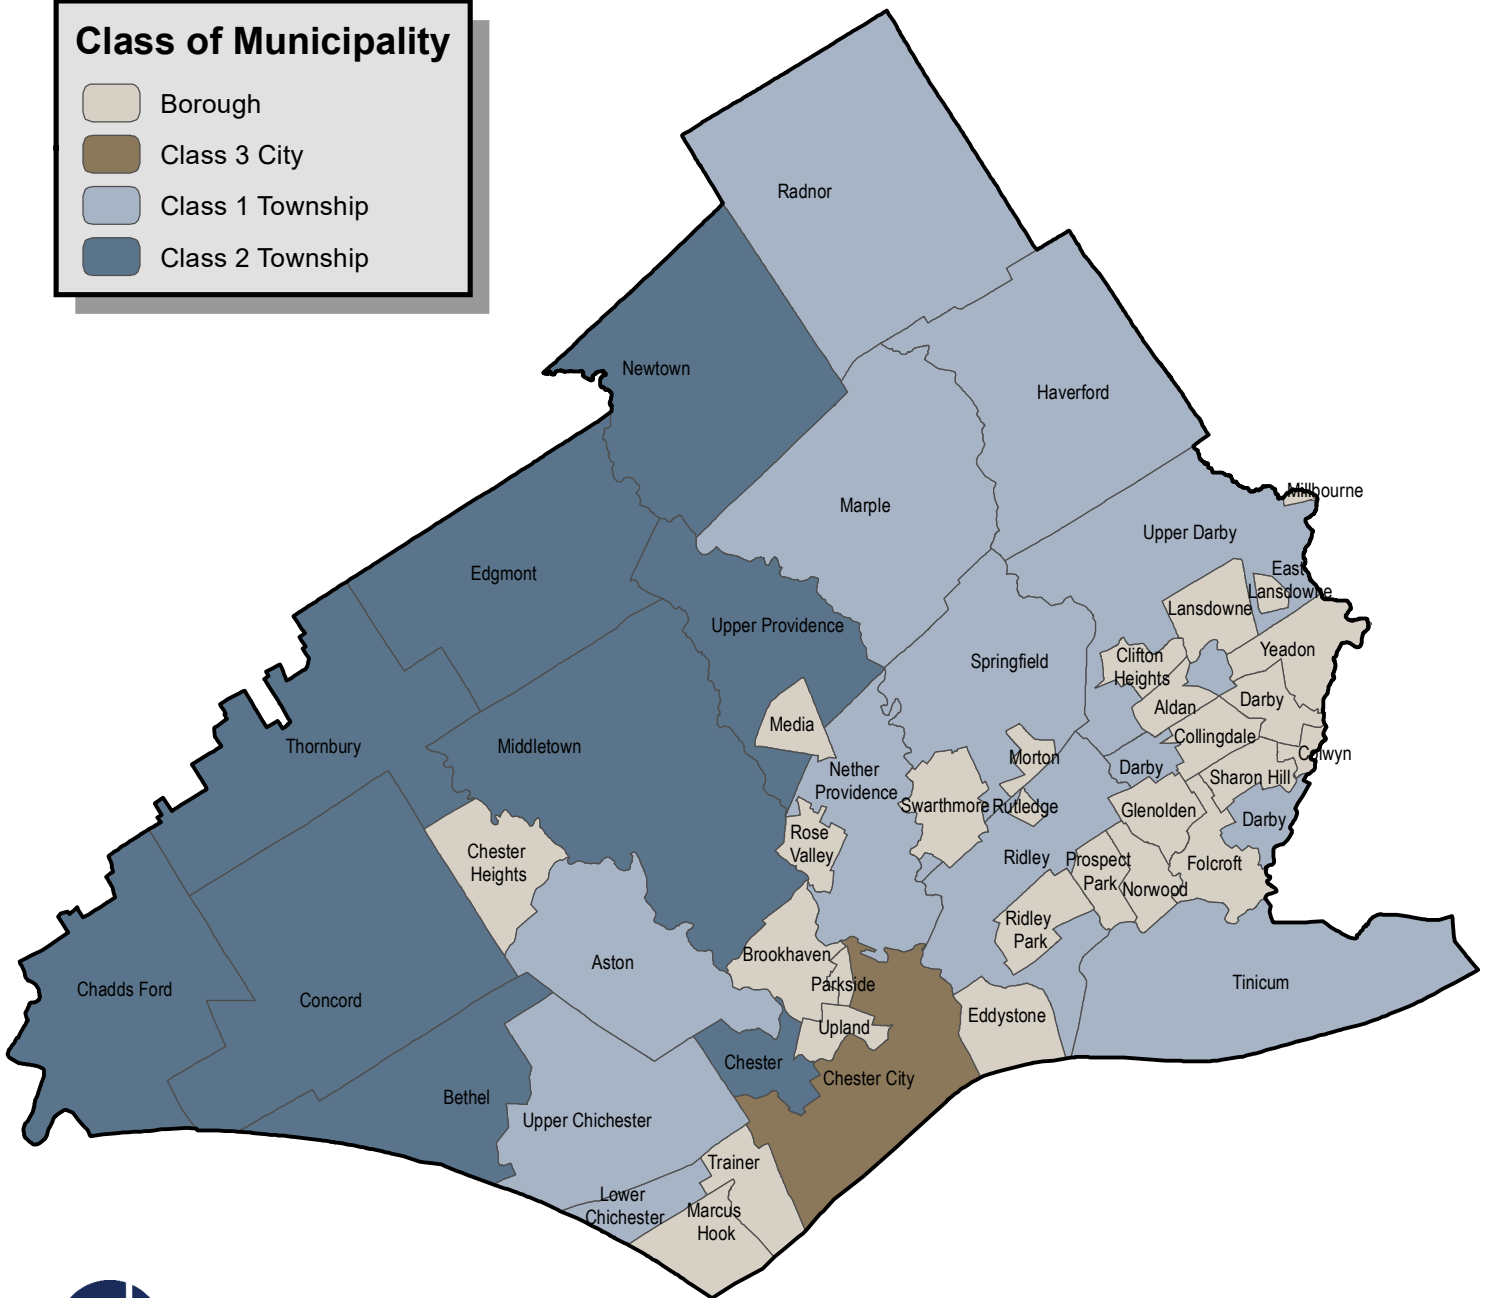 Class of Municipality
Borough
Class 3 City
Class 1 Township
Class 2 Township
Radnor
Newtown
Haverford
Millbourne
Marple
Upper Darby
East
Lansdowne
Edgmont
Lansdowne
Upper Providence
Yeadon
Springfield
Clifton
Heights
Darby
Aldan
Media
Collingdale
Thornbury
Middletown
Morton
Colwyn
Nether
Providence
Darby
Sharon Hill
Swarthmore
Rutledge
Glenolden
Darby
Rose
Valley
Chester
Heights
Ridley
Prospect
Park
Folcroft
Norwood
Ridley
Park
Brookhaven
Aston
Parkside
Tinicum
Chadds Ford
Concord
Eddystone
Upland
Chester
Chester City
Bethel
Upper Chichester
Trainer
Lower
Chichester
Marcus
Hook